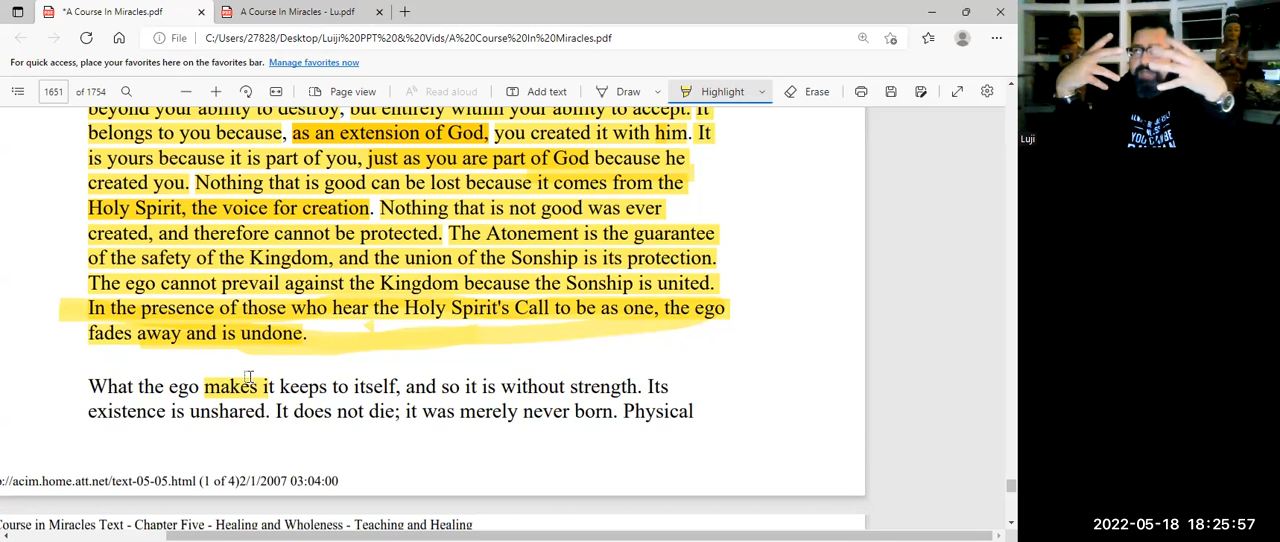 *A Course In Miracles.pdf
A Course In Miracles - Lu.pdf
File
C:/Users/27828/Desktop/Luiji%20PPT%20&%20Vids/A%20Course%20In%20Miracles.pdf
For quick access, place your favorites here on the favorites bar. Manage favorites now
1651 of 1754
Page view
Read aloud
Add text
Draw
Highlight
Erase
beyond your ability to destroy, but entirely within your ability to accept. It
belongs to you because, as an extension of God, you created it with him. It
is yours because it is part of you, just as you are part of God because he
created you. Nothing that is good can be lost because it comes from the
Holy Spirit, the voice for creation. Nothing that is not good was ever
created, and therefore cannot be protected. The Atonement is the guarantee
of the safety of the Kingdom, and the union of the Sonship is its protection.
The ego cannot prevail against the Kingdom because the Sonship is united.
In the presence of those who hear the Holy Spirit's Call to be as one, the ego
fades away and is undone.
What the ego makes it keeps to itself, and so it is without strength. Its
existence is unshared. It does not die; it was merely never born. Physical
://acim.home.att.net/text-05-05.html (1 of 4)2/1/2007 03:04:00
Course in Miracles Text - Chapter Five - Healing and Wholeness - Teaching and Healing
Luji
YOU CAN BE
2022-05-18 18:25:57